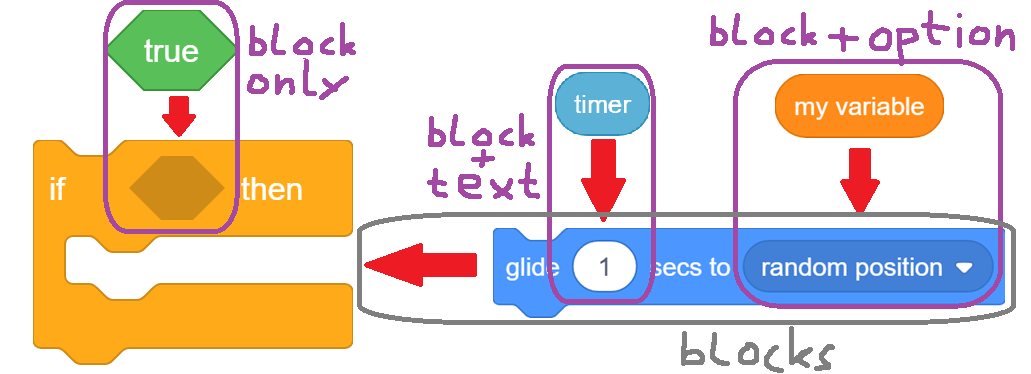 true
block
only
block + option
timer
my variable
block
+
text
if then
glide 1 secs to random position
blocks